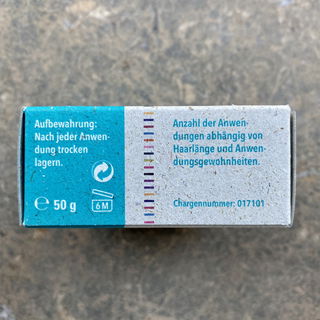 Aufbewahrung:
Nach jeder Anwen-
dung trocken
lagern.
℮ 50 g
6M
Anzahl der Anwen-
dungen abhängig von
Haarlänge und Anwen-
dungsgewohnheiten.
Chargennummer: 017101